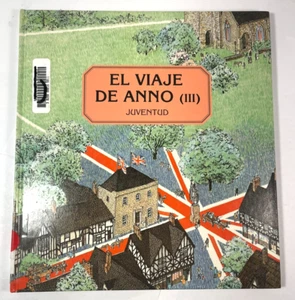 EL VIAJE
DE ANNO (III)
JUVENTUD